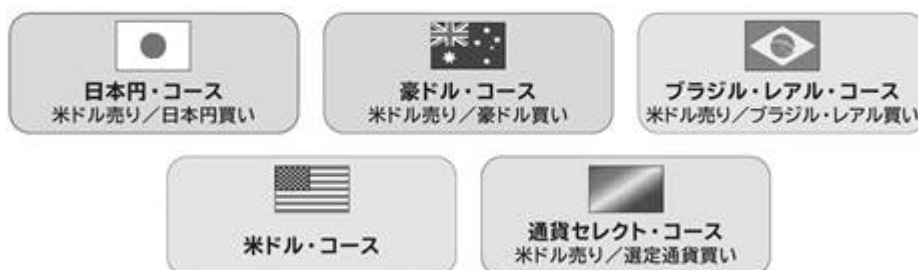 日本円・コース
米ドル売り／日本円買い
豪ドル・コース
米ドル売り／豪ドル買い
ブラジル・レアル・コース
米ドル売り／ブラジル・レアル買い
米ドル・コース
通貨セレクト・コース
米ドル売り／選定通貨買い